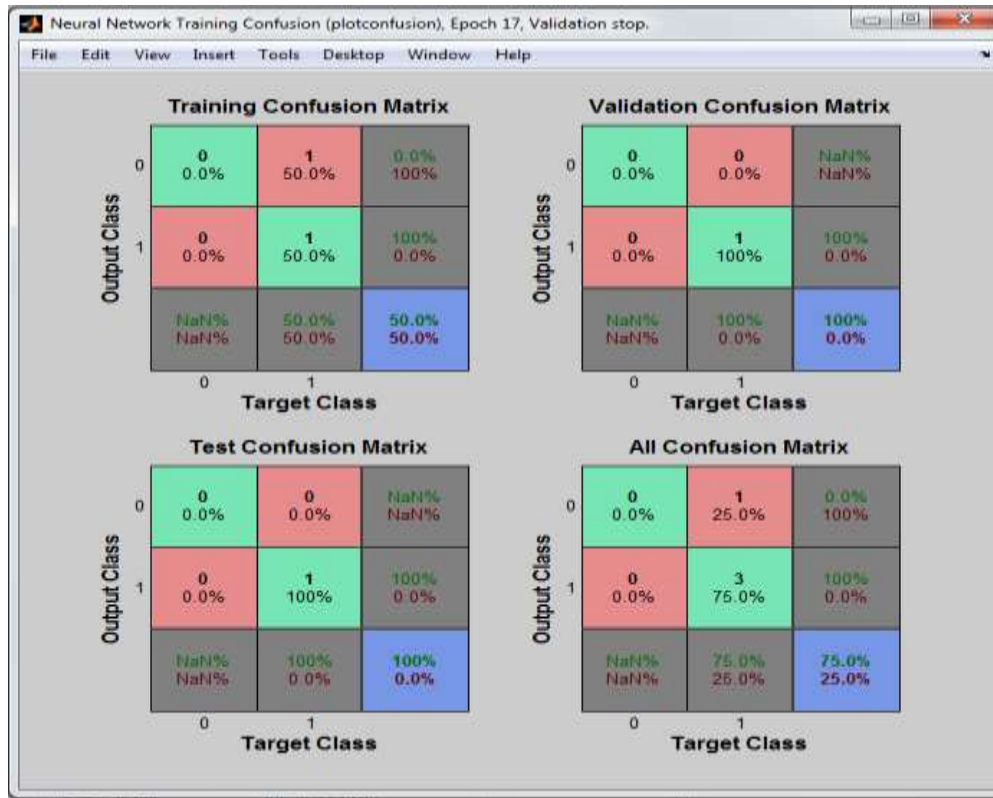 Neural Network Training Confusion (plotconfusion), Epoch 17, Validation stop.
File Edit View Insert Tools Desktop Window Help
Training Confusion Matrix
Output Class
0
0
0.0%
1
50.0%
0.0%
100%
1
0
0.0%
1
50.0%
100%
0.0%
NaN%
NaN%
50.0%
50.0%
50.0%
50.0%
0 1
Target Class
Validation Confusion Matrix
Output Class
0
0
0.0%
0
0.0%
NaN%
NaN%
1
0
0.0%
1
100%
100%
0.0%
NaN%
NaN%
100%
0.0%
100%
0.0%
0 1
Target Class
Test Confusion Matrix
Output Class
0
0
0.0%
0
0.0%
NaN%
NaN%
1
0
0.0%
1
100%
100%
0.0%
NaN%
NaN%
100%
0.0%
100%
0.0%
0 1
Target Class
All Confusion Matrix
Output Class
0
0
0.0%
1
25.0%
0.0%
100%
1
0
0.0%
3
75.0%
100%
0.0%
NaN%
NaN%
75.0%
25.0%
75.0%
25.0%
0 1
Target Class